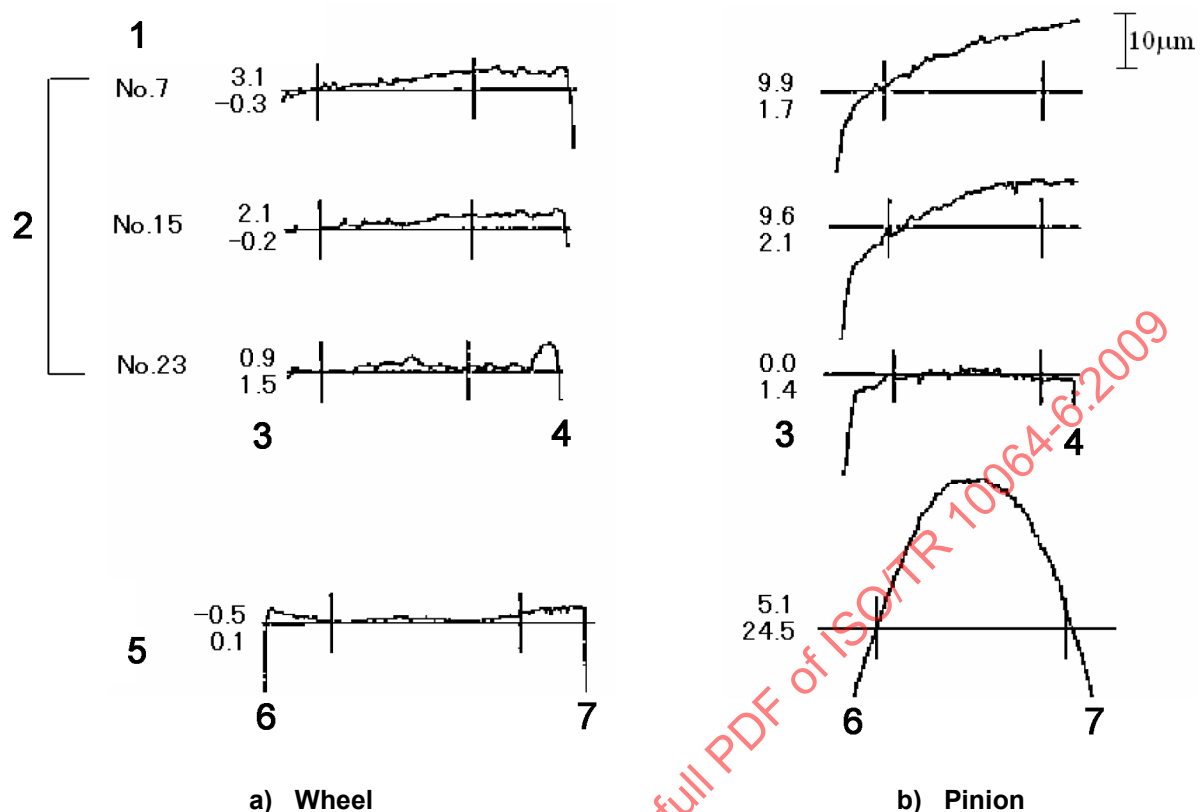 1
10µm
No.7 3.1 9.9
−0.3 1.7
2 No.15 2.1 9.6
−0.2 2.1
No.23 0.9 0.0
1.5 1.4
3 4 3 4
5 −0.5 5.1
0.1 24.5
6 7 6 7
a) Wheel b) Pinion
full PDF of ISO/TR 10064-6:2009